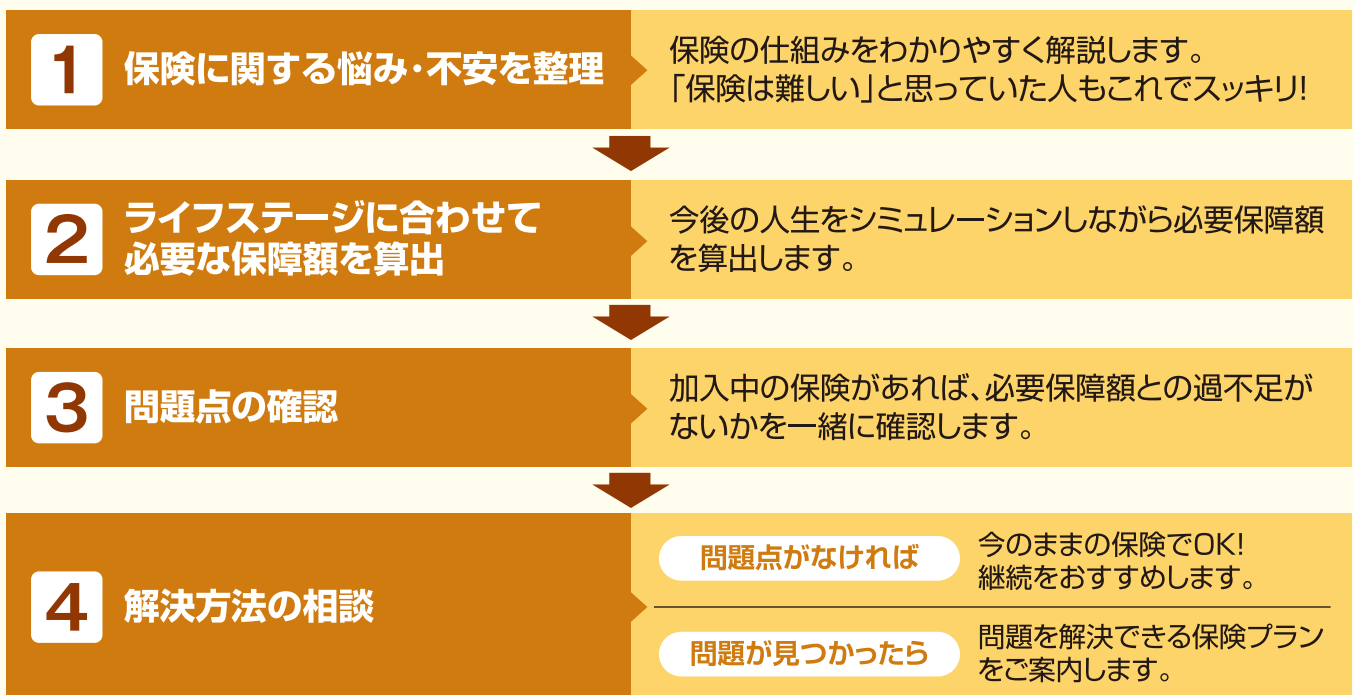 1
保険に関する悩み・不安を整理
保険の仕組みをわかりやすく解説します。
「保険は難しい」と思っていた人もこれでスッキリ!
2
ライフステージに合わせて
必要な保障額を算出
今後の人生をシミュレーションしながら必要保障額
を算出します。
3
問題点の確認
加入中の保険があれば、必要保障額との過不足が
ないかを一緒に確認します。
4
解決方法の相談
問題点がなければ
今のままの保険でOK!
継続をおすすめします。
問題が見つかったら
問題を解決できる保険プラン
をご案内します。